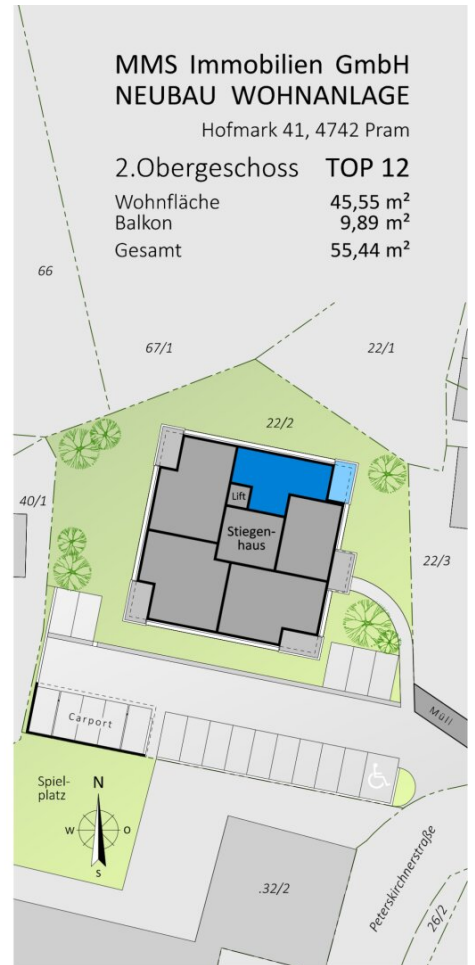 MMS Immobilien GmbH
NEUBAU WOHNANLAGE
Hofmark 41, 4742 Pram
2.Obergeschoss TOP 12
Wohnfläche 45,55 m²
Balkon 9,89 m²
Gesamt 55,44 m²
66
67/1
22/1
22/2
40/1
Lift
Stiegen-
haus
22/3
Müll
Carport
Spiel-
platz
N
W
O
S
.32/2
Peterskirchnerstraße
26/2